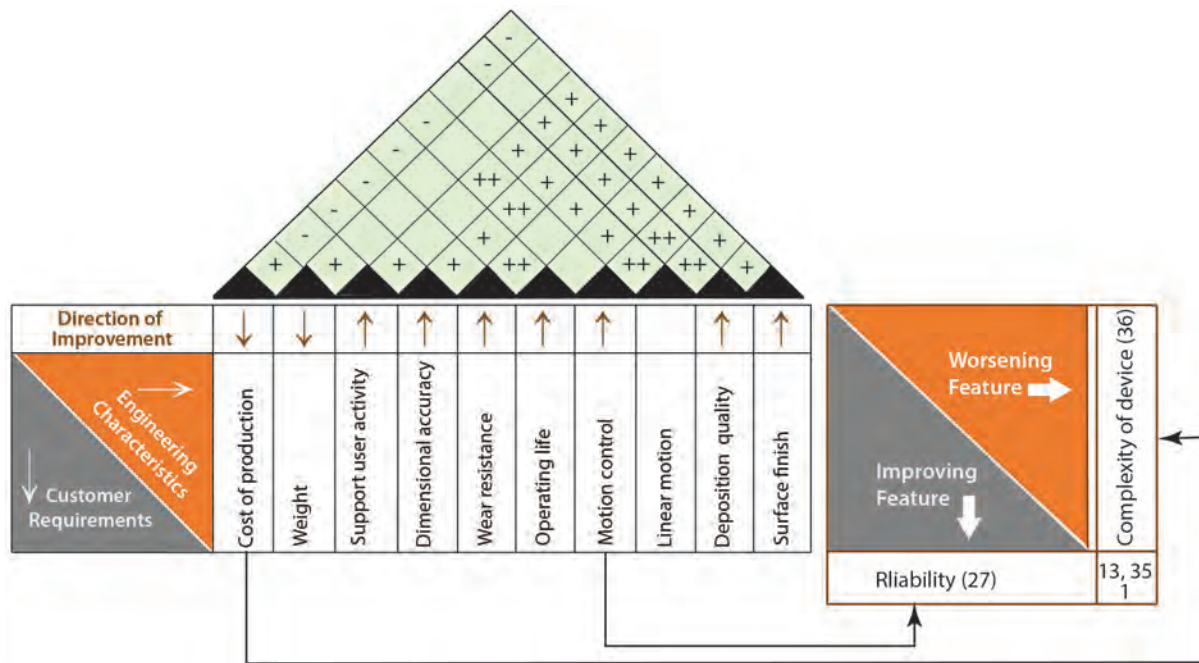 -
-
+
- + +
- + +
- ++ + + +
- ++ + + +
- + + ++ +
+ + + + ++ ++ ++ +
Direction of
Improvement
Engineering
Characteristics
Customer
Requirements
Cost of production
Weight
Support user activity
Dimensional accuracy
Wear resistance
Operating life
Motion control
Linear motion
Deposition quality
Surface finish
Worsening
Feature
Improving
Feature
Complexity of device (36)
Rliability (27)
13, 35
1